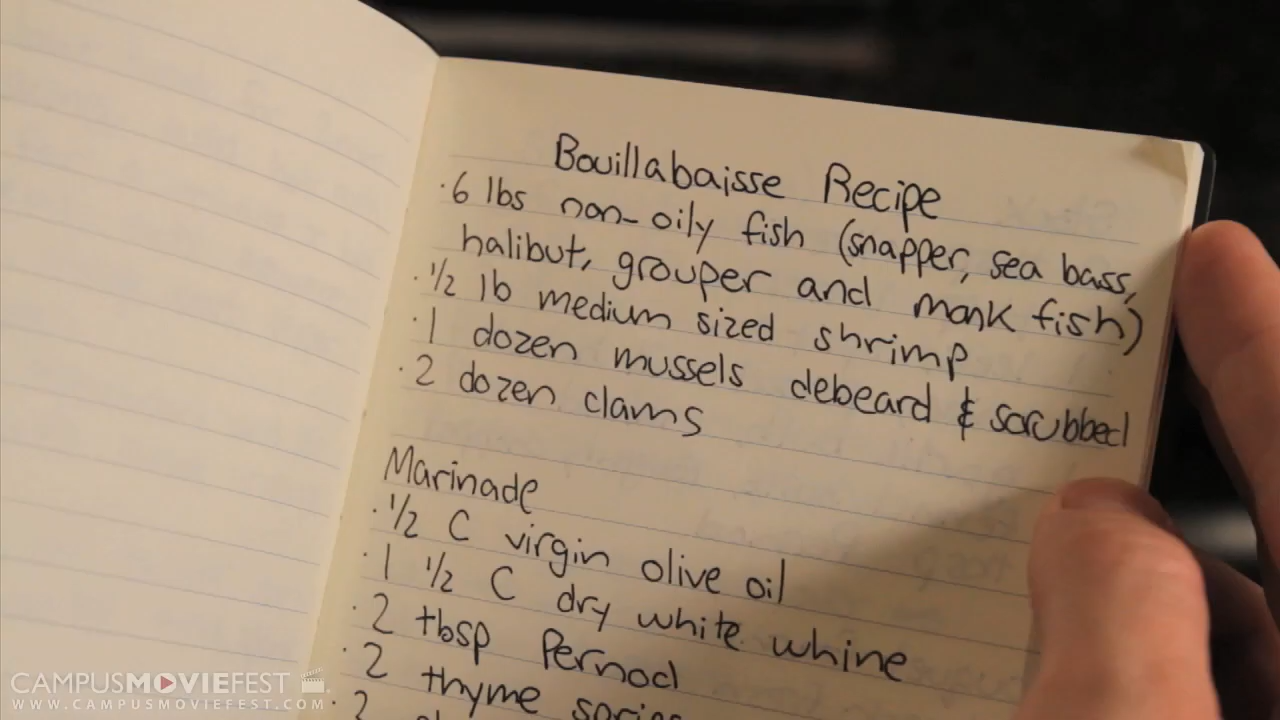 Bouillabaisse Recipe
·6 lbs non-oily fish (snapper, sea bass,
halibut, grouper and monk fish)
·1/2 lb medium sized shrimp
·1 dozen mussels debeard & scrubbed
·2 dozen clams
Marinade
·1/2 C virgin olive oil
·1 1/2 C dry white whine
·2 tbsp Pernod
·2 thyme
·2
CAMPUSMOVIEFEST
WWW.CAMPUSMOVIEFEST.COM